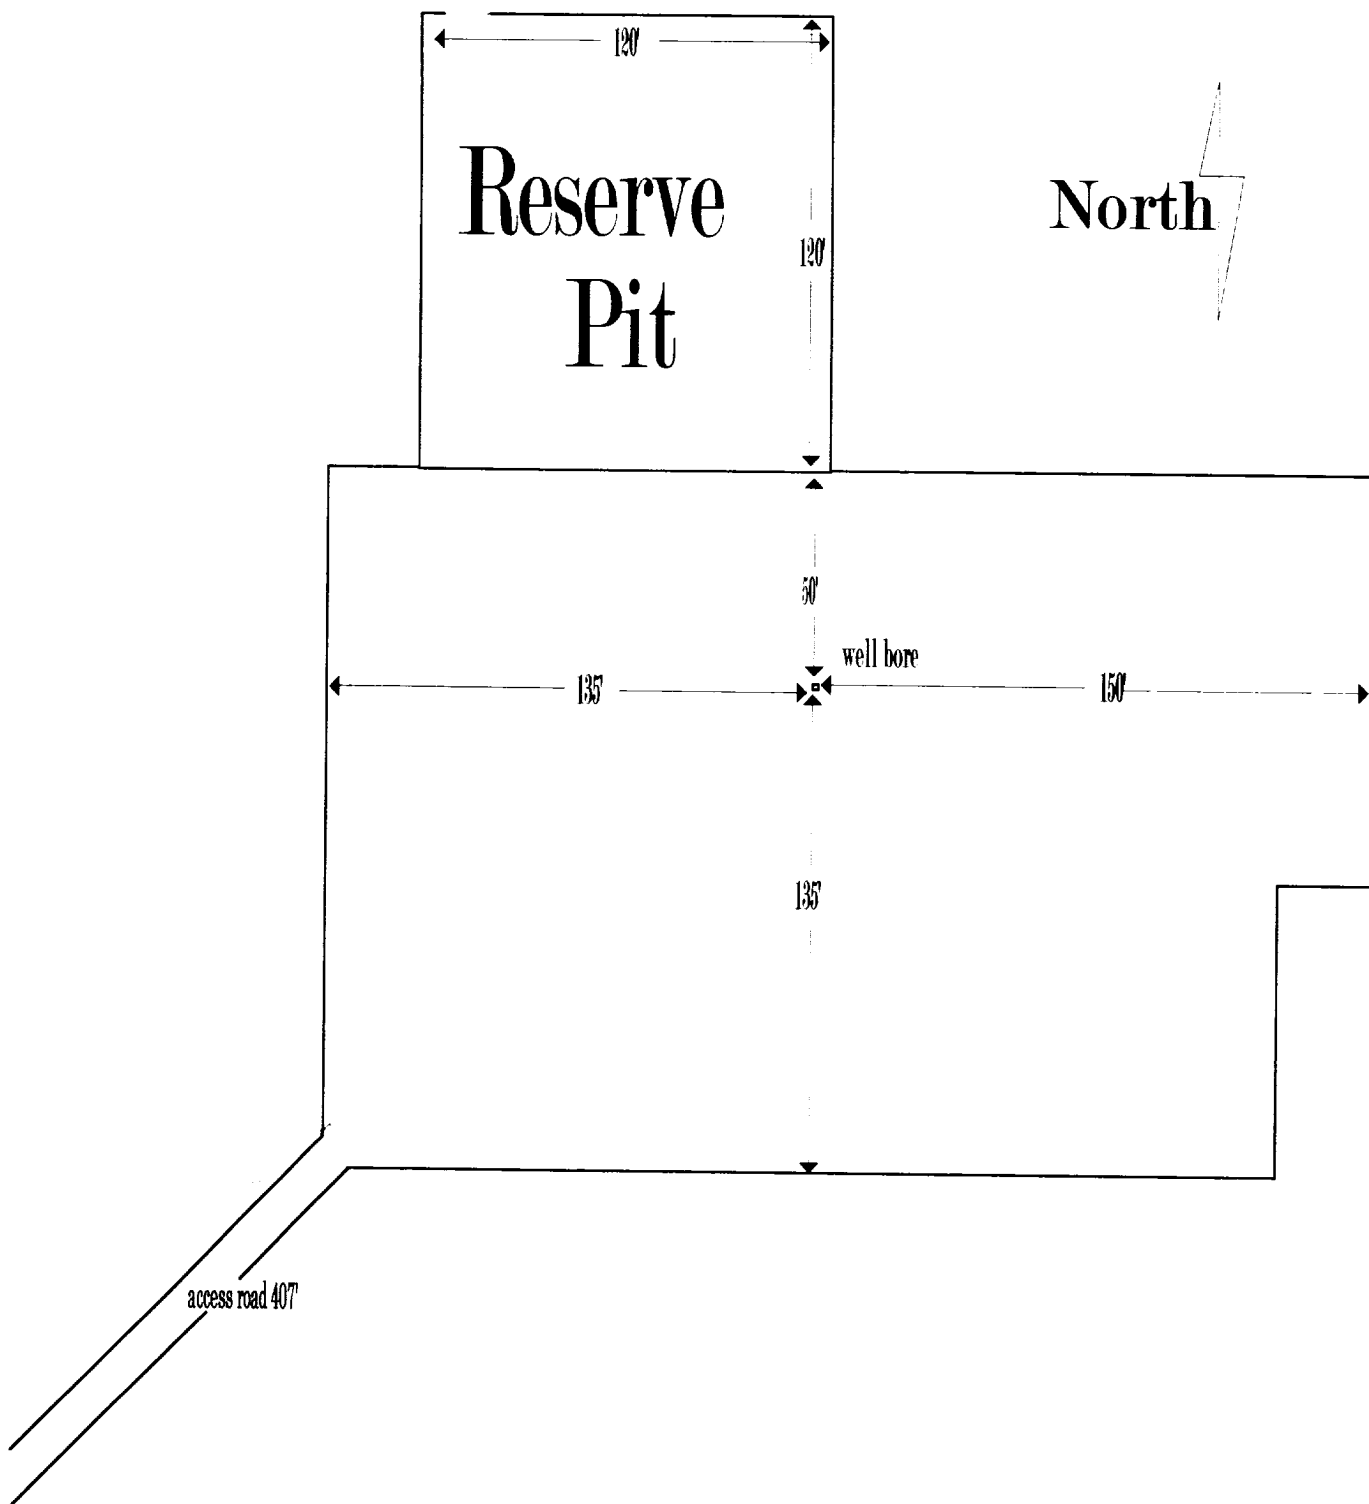 120'
Reserve
Pit
North
120'
50'
well bore
135'
150'
135'
access road 407'